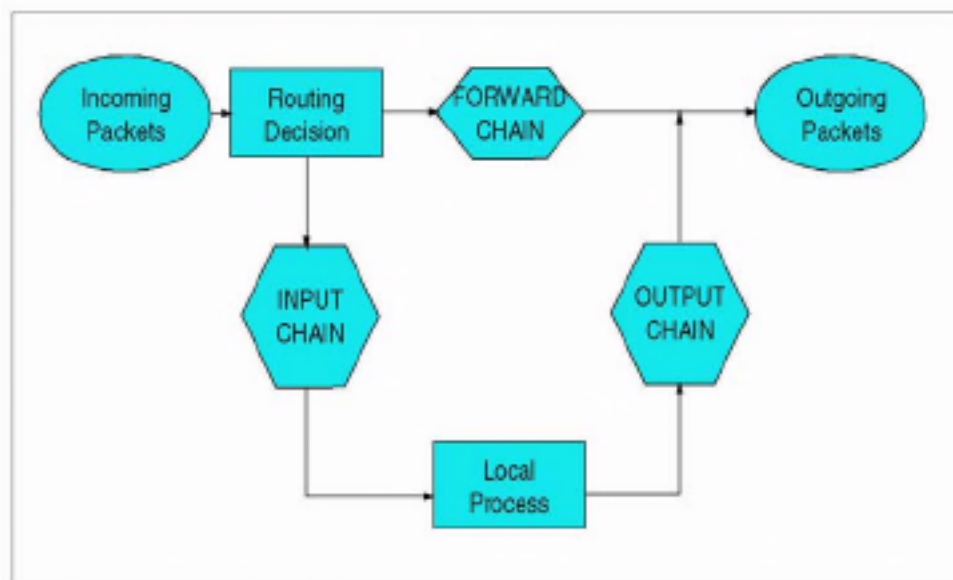 Incoming
Packets
Routing
Decision
FORWARD
CHAIN
Outgoing
Packets
INPUT
CHAIN
OUTPUT
CHAIN
Local
Process